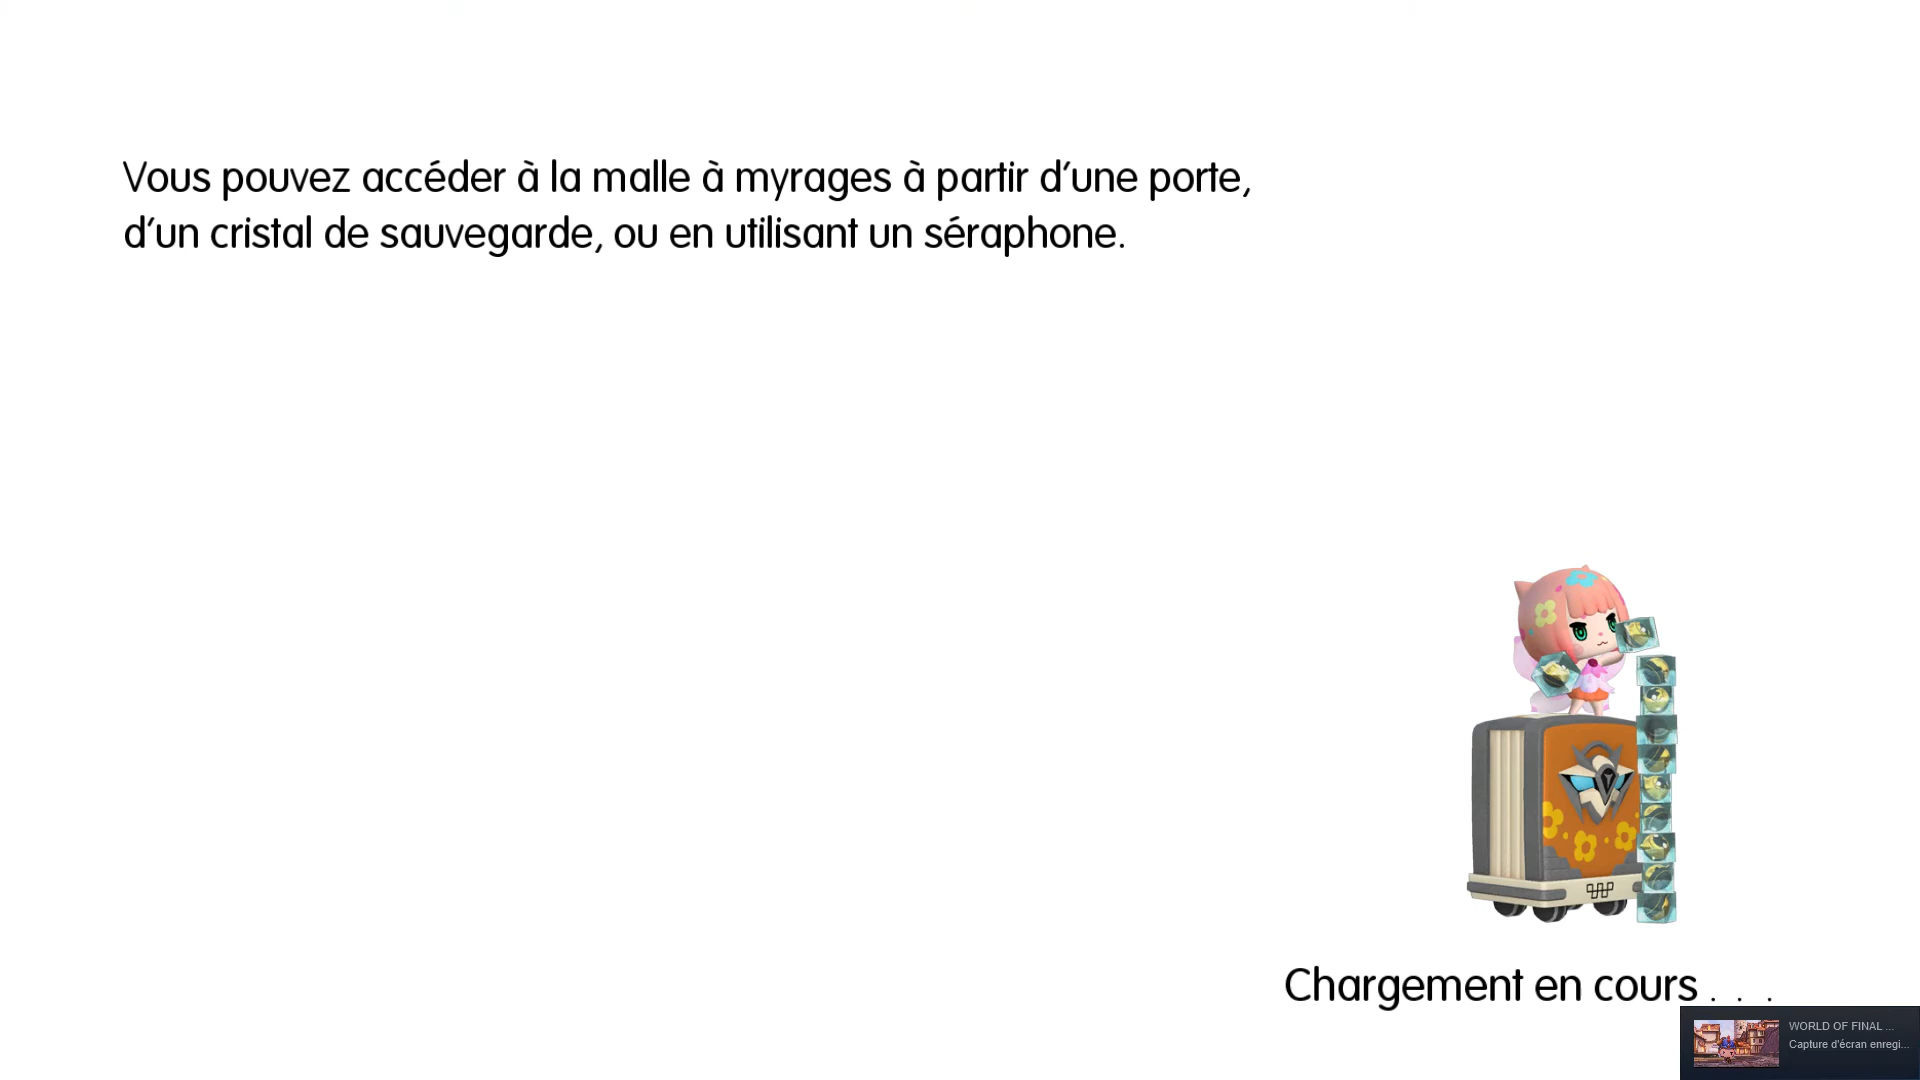 Vous pouvez accéder à la malle à myrages à partir d'une porte,
d'un cristal de sauvegarde, ou en utilisant un séraphone.
Chargement en cours . . .
WORLD OF FINAL ...
Capture d'écran enregi...